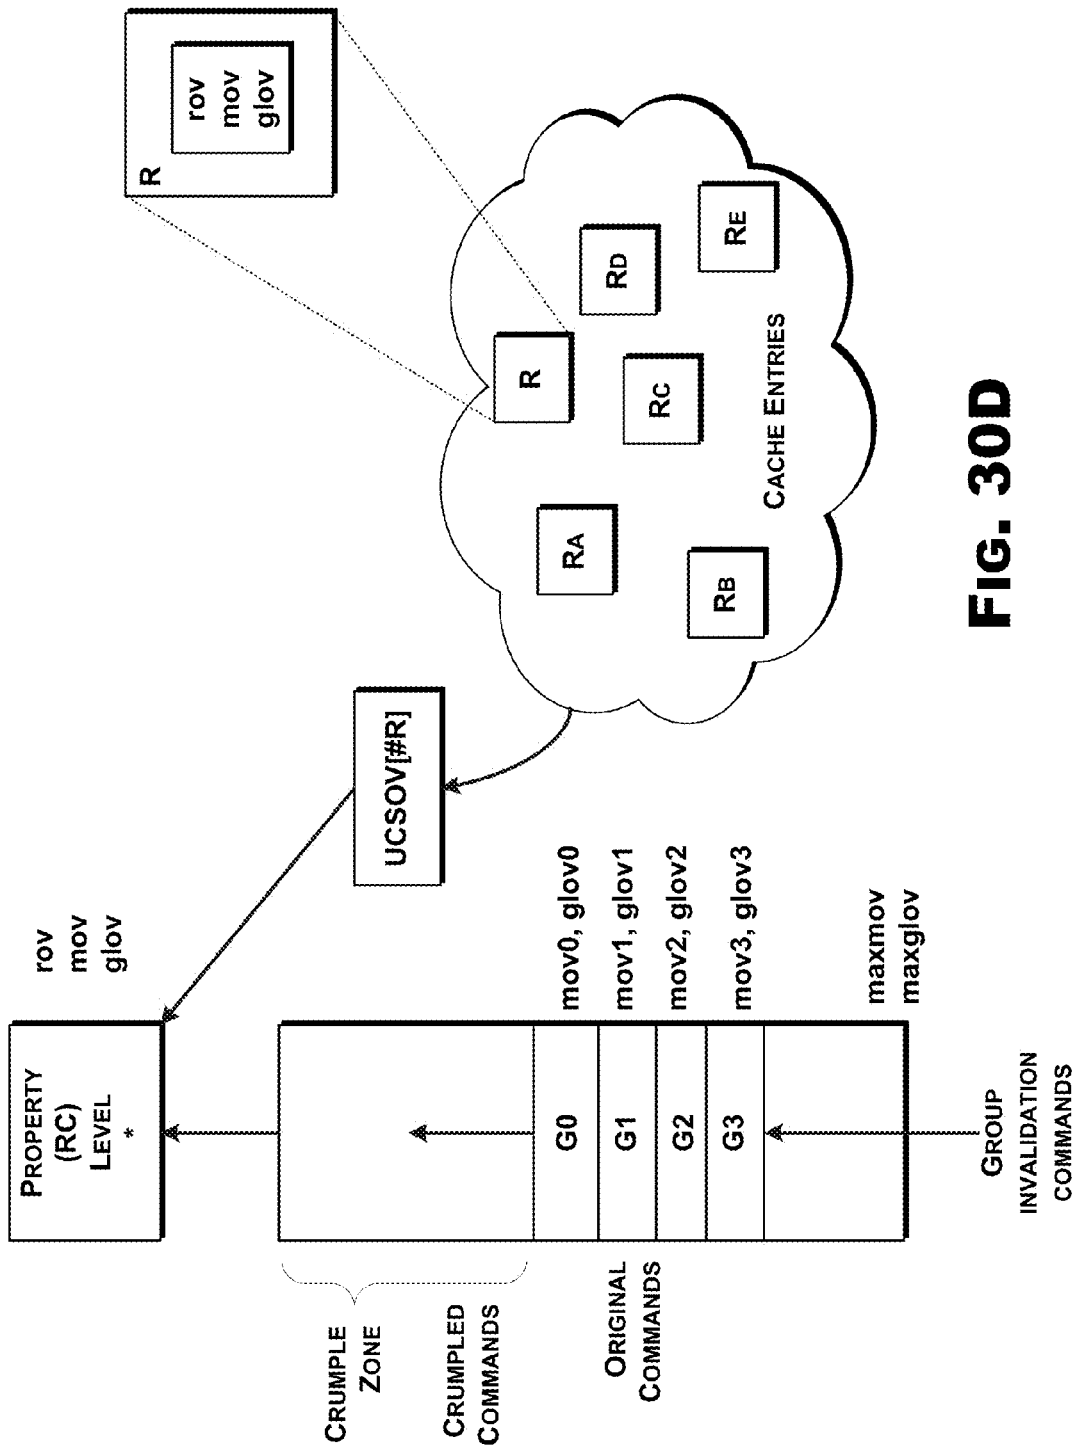 PROPERTY
(RC)
LEVEL
*
rov
mov
glov
CRUMPLE
ZONE
CRUMPLED
COMMANDS
UCSOV[#R]
R
rov
mov
glov
G0
mov0, glov0
G1
mov1, glov1
G2
mov2, glov2
G3
mov3, glov3
ORIGINAL
COMMANDS
maxmov
maxglov
GROUP
INVALIDATION
COMMANDS
R
RA
RB
RC
RD
RE
CACHE ENTRIES
FIG. 30D